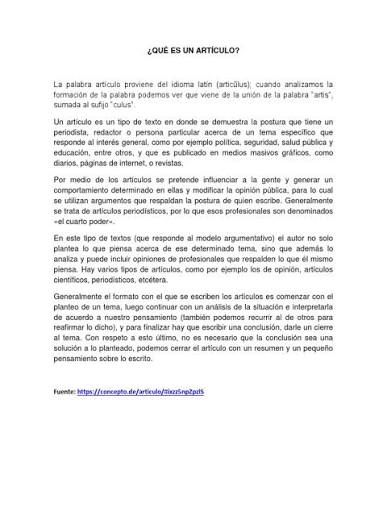 ¿QUÉ ES UN ARTÍCULO?
La palabra artículo proviene del idioma latín (articŭlus); cuando analizamos la
formación de la palabra podemos ver que viene de la unión de la palabra "artis",
sumada al sufijo "culus".
Un artículo es un tipo de texto en donde se demuestra la postura que tiene un
periodista, redactor o persona particular acerca de un tema específico que
responde al interés general, como por ejemplo política, seguridad, salud pública y
educación, entre otros, y que es publicado en medios masivos gráficos, como
diarios, páginas de internet, o revistas.
Por medio de los artículos se pretende influenciar a la gente y generar un
comportamiento determinado en ellas y modificar la opinión pública, para lo cual
se utilizan argumentos que respaldan la postura de quien escribe. Generalmente
se trata de artículos periodísticos, por lo que esos profesionales son denominados
«el cuarto poder».
En este tipo de textos (que responde al modelo argumentativo) el autor no solo
plantea lo que piensa acerca de ese determinado tema, sino que además lo
analiza y puede incluir opiniones de profesionales que respalden lo que él mismo
piensa. Hay varios tipos de artículos, como por ejemplo los de opinión, artículos
científicos, periodísticos, etcétera.
Generalmente el formato con el que se escriben los artículos es comenzar con el
planteo de un tema, luego continuar con un análisis de la situación e interpretarla
de acuerdo a nuestro pensamiento (también podemos recurrir al de otros para
reafirmar lo dicho), y para finalizar hay que escribir una conclusión, darle un cierre
al tema. Con respeto a esto último, no es necesario que la conclusión sea una
solución a lo planteado, podemos cerrar el artículo con un resumen y un pequeño
pensamiento sobre lo escrito.
Fuente: https://concepto.de/articulo/#ixzz5npZpzlS